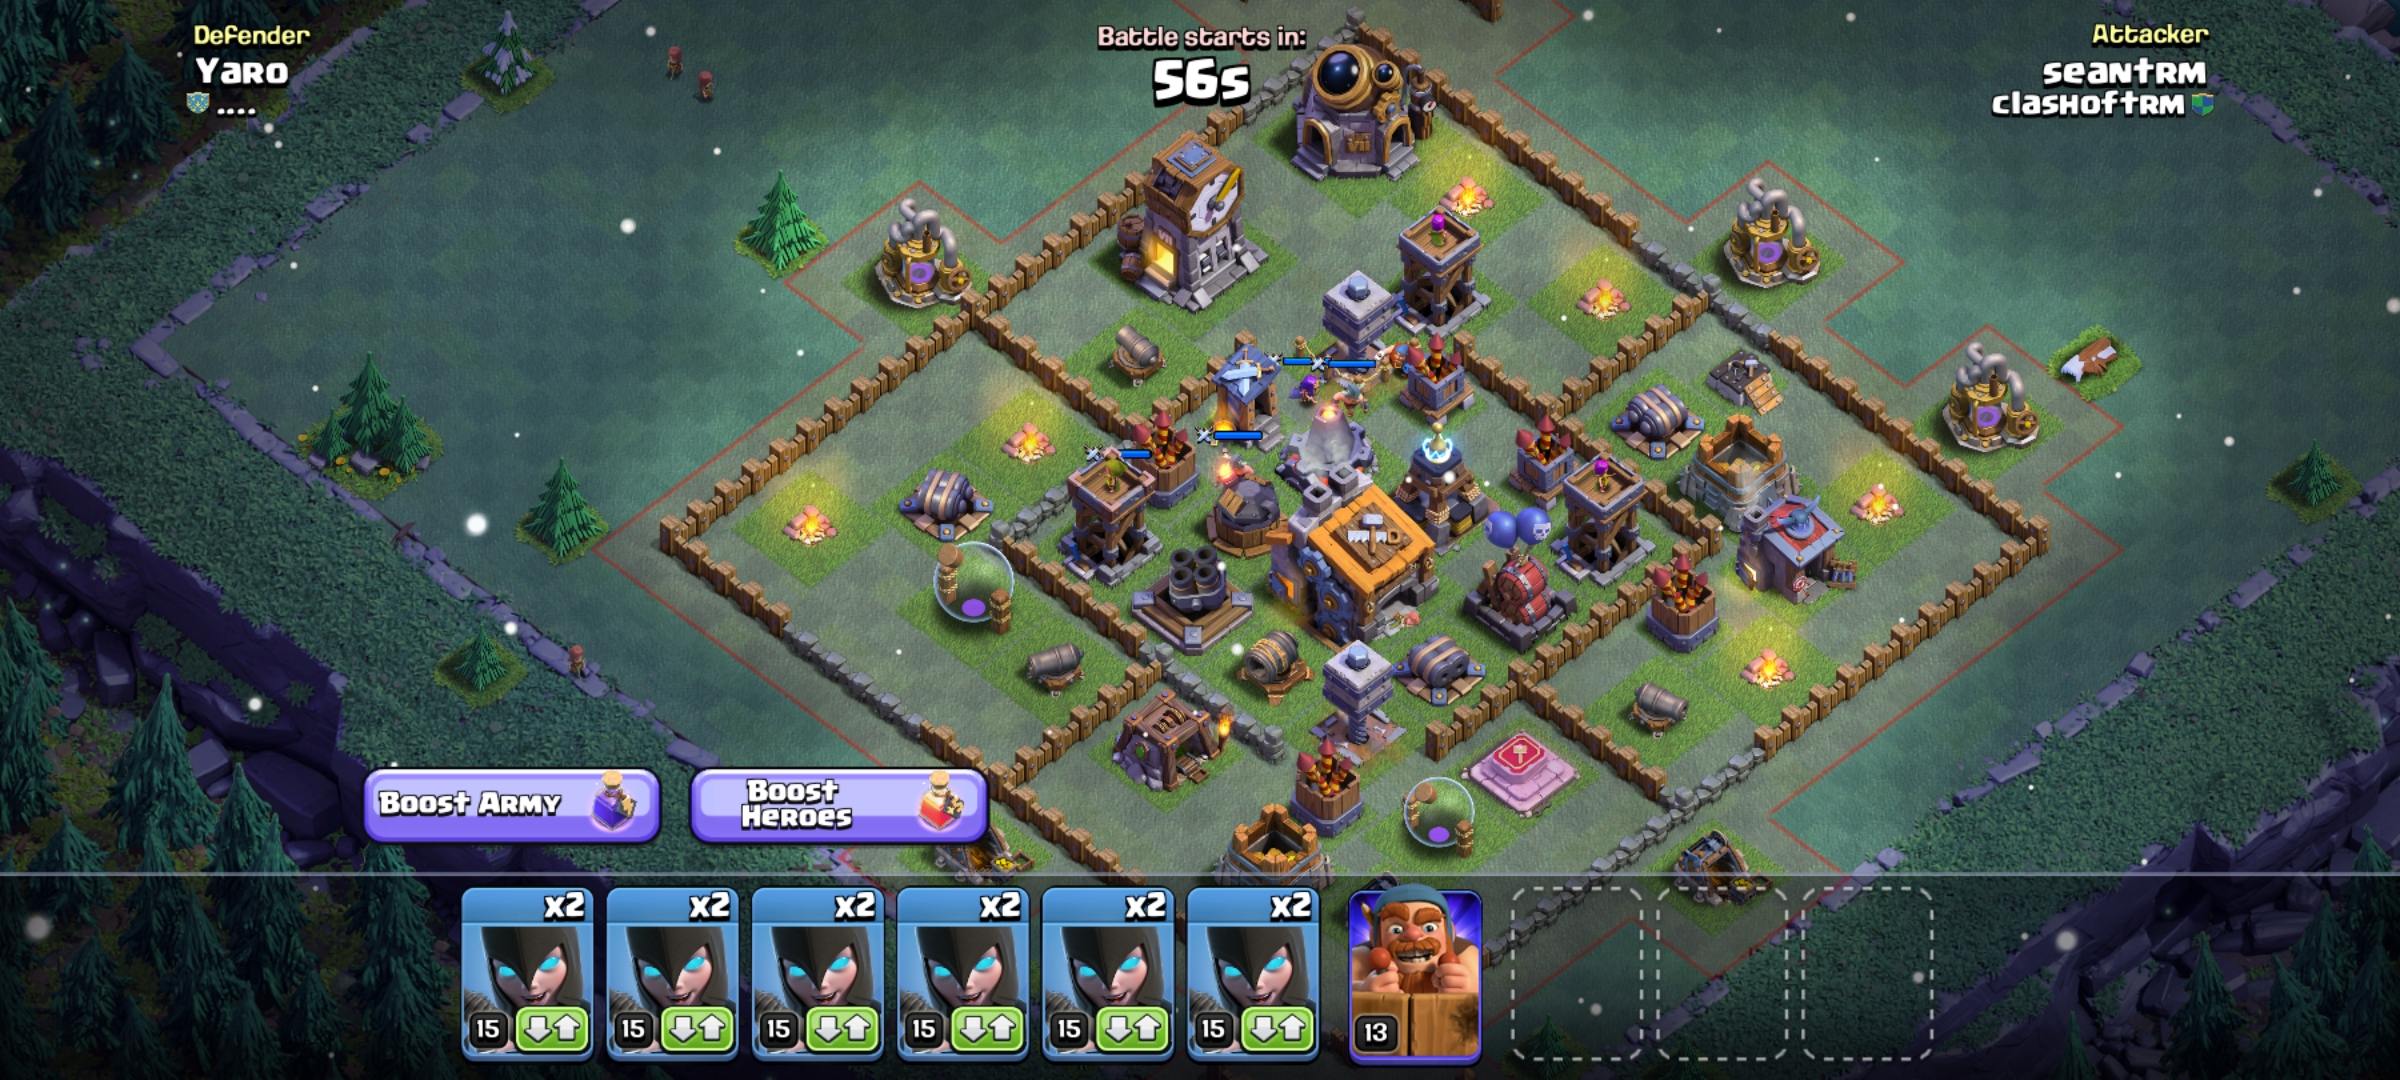 Defender
Yaro
....
Battle starts in:
56s
Attacker
seantRM
clashoftRM
Boost Army
Boost
Heroes
x2
x2
x2
x2
x2
x2
15
15
15
15
15
15
13